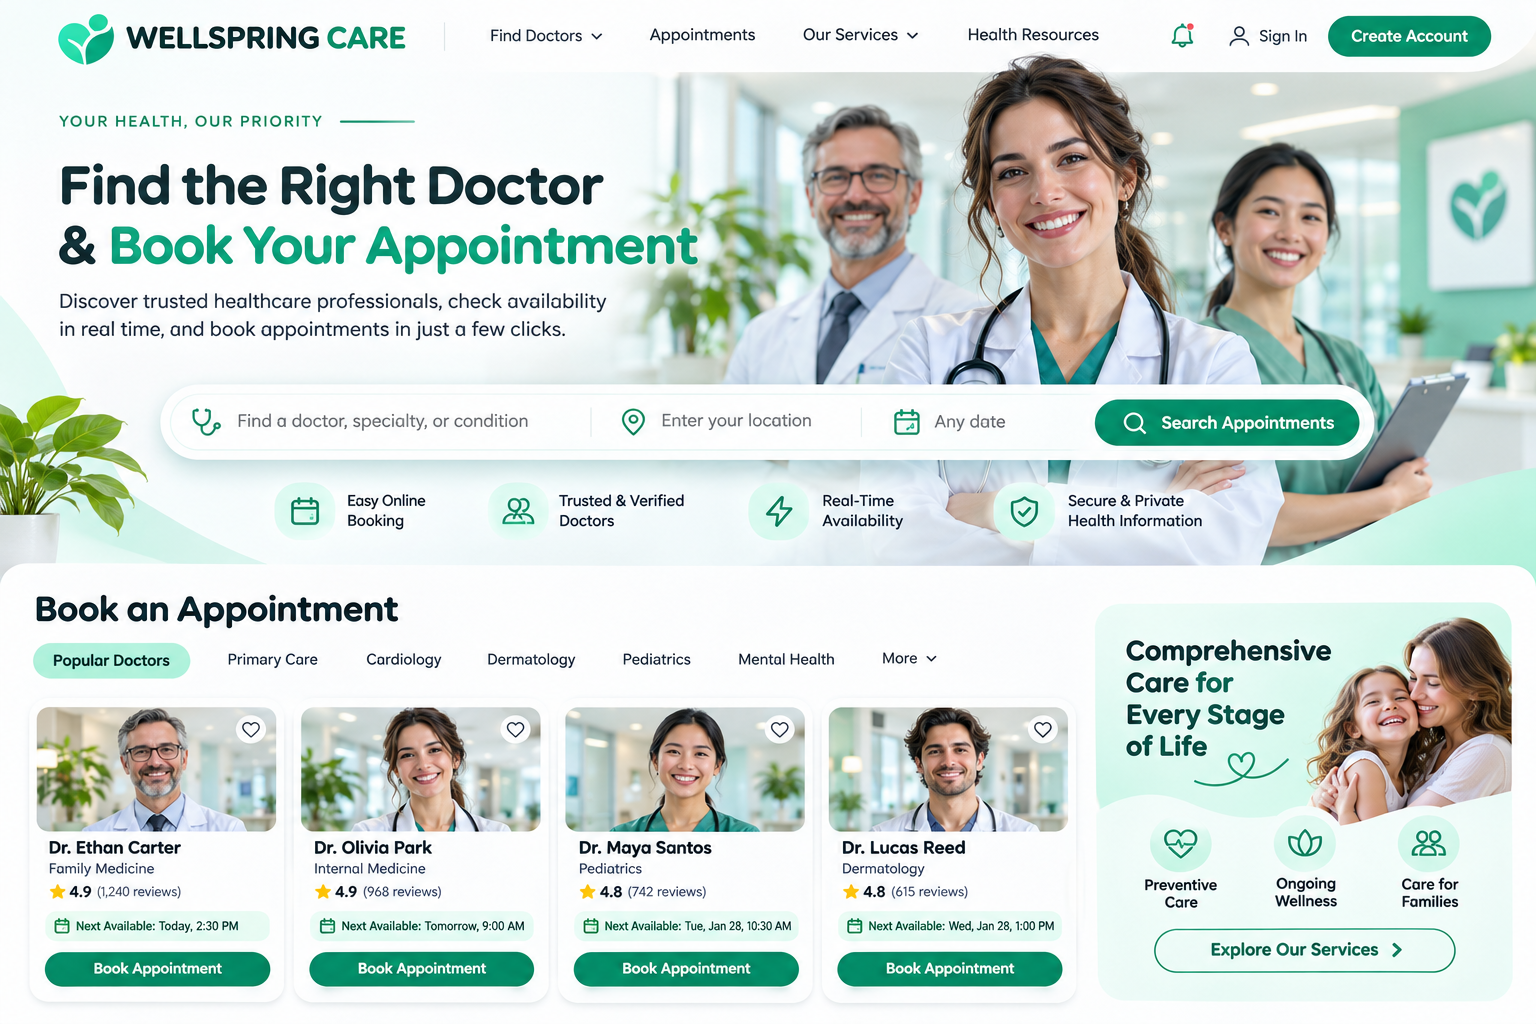 WELLSPRING CARE
Find Doctors
Appointments
Our Services
Health Resources
Sign In
Create Account
YOUR HEALTH, OUR PRIORITY
Find the Right Doctor
& Book Your Appointment
Discover trusted healthcare professionals, check availability
in real time, and book appointments in just a few clicks.
Find a doctor, specialty, or condition
Enter your location
Any date
Search Appointments
Easy Online
Booking
Trusted & Verified
Doctors
Real-Time
Availability
Secure & Private
Health Information
Book an Appointment
Popular Doctors
Primary Care
Cardiology
Dermatology
Pediatrics
Mental Health
More
Dr. Ethan Carter
Family Medicine
4.9 (1,240 reviews)
Next Available: Today, 2:30 PM
Book Appointment
Dr. Olivia Park
Internal Medicine
4.9 (968 reviews)
Next Available: Tomorrow, 9:00 AM
Book Appointment
Dr. Maya Santos
Pediatrics
4.8 (742 reviews)
Next Available: Tue, Jan 28, 10:30 AM
Book Appointment
Dr. Lucas Reed
Dermatology
4.8 (615 reviews)
Next Available: Wed, Jan 28, 1:00 PM
Book Appointment
Comprehensive
Care for
Every Stage
of Life
Preventive
Care
Ongoing
Wellness
Care for
Families
Explore Our Services